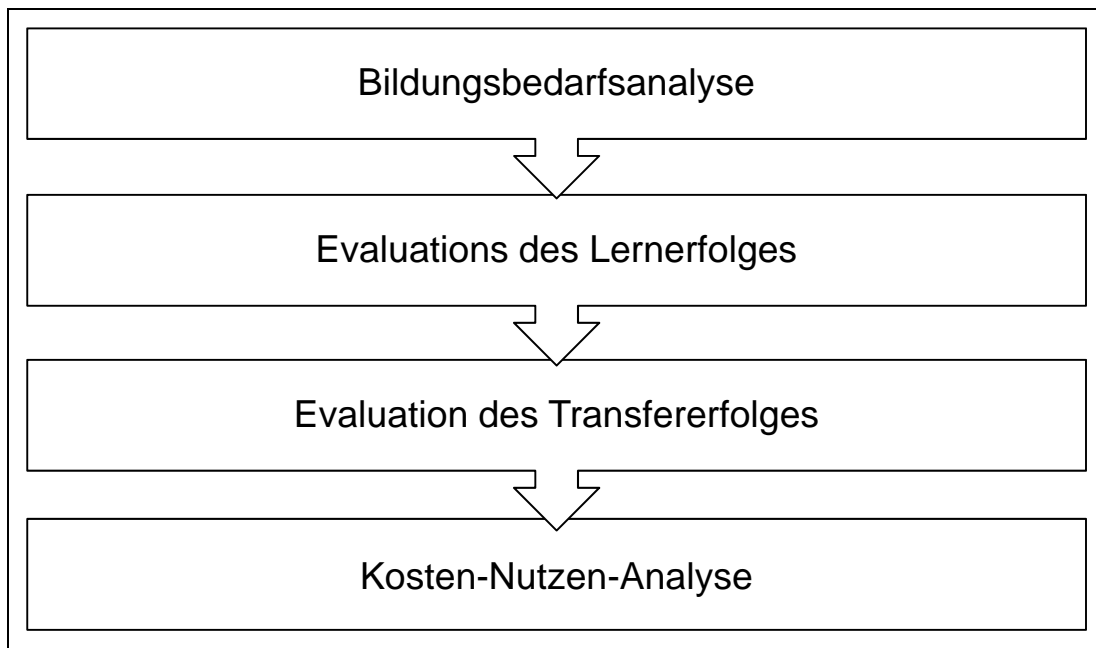 Bildungsbedarfsanalyse
Evaluations des Lernerfolges
Evaluation des Transfererfolges
Kosten-Nutzen-Analyse